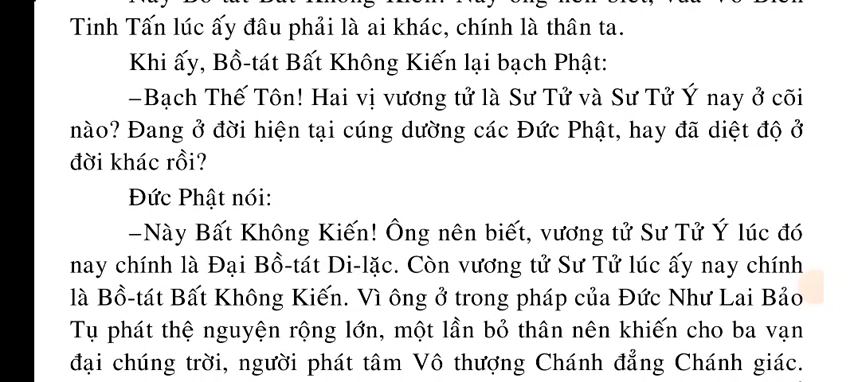 Tinh Tấn lúc ấy đâu phải là ai khác, chính là thân ta.
Khi ấy, Bồ-tát Bất Không Kiến lại bạch Phật:
–Bạch Thế Tôn! Hai vị vương tử là Sư Tử và Sư Tử Ý nay ở cõi
nào? Đang ở đời hiện tại cúng dường các Đức Phật, hay đã diệt độ ở
đời khác rồi?
Đức Phật nói:
–Này Bất Không Kiến! Ông nên biết, vương tử Sư Tử Ý lúc đó
nay chính là Đại Bồ-tát Di-lặc. Còn vương tử Sư Tử lúc ấy nay chính
là Bồ-tát Bất Không Kiến. Vì ông ở trong pháp của Đức Như Lai Bảo
Tụ phát thệ nguyện rộng lớn, một lần bỏ thân nên khiến cho ba vạn
đại chúng trời, người phát tâm Vô thượng Chánh đẳng Chánh giác.